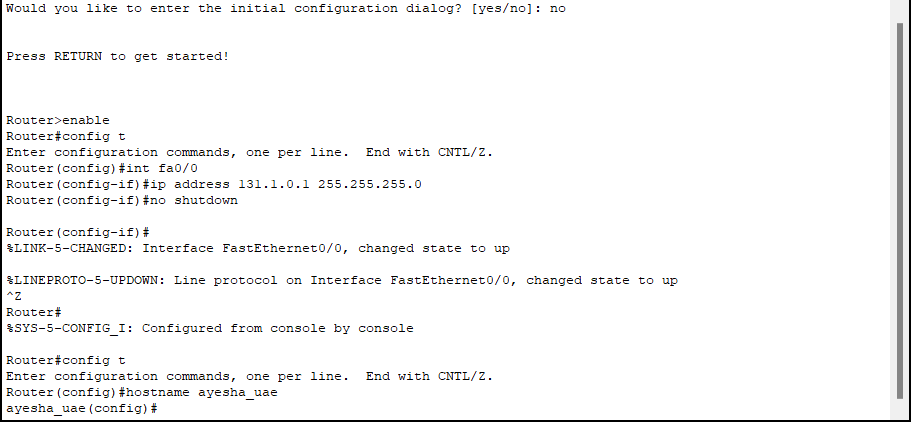 Would you like to enter the initial configuration dialog? [yes/no]: no
Press RETURN to get started!
Router>enable
Router#config t
Enter configuration commands, one per line.  End with CNTL/Z.
Router(config)#int fa0/0
Router(config-if)#ip address 131.1.0.1 255.255.255.0
Router(config-if)#no shutdown
Router(config-if)#
%LINK-5-CHANGED: Interface FastEthernet0/0, changed state to up
%LINEPROTO-5-UPDOWN: Line protocol on Interface FastEthernet0/0, changed state to up
^Z
Router#
%SYS-5-CONFIG_I: Configured from console by console
Router#config t
Enter configuration commands, one per line.  End with CNTL/Z.
Router(config)#hostname ayesha_uae
ayesha_uae(config)#